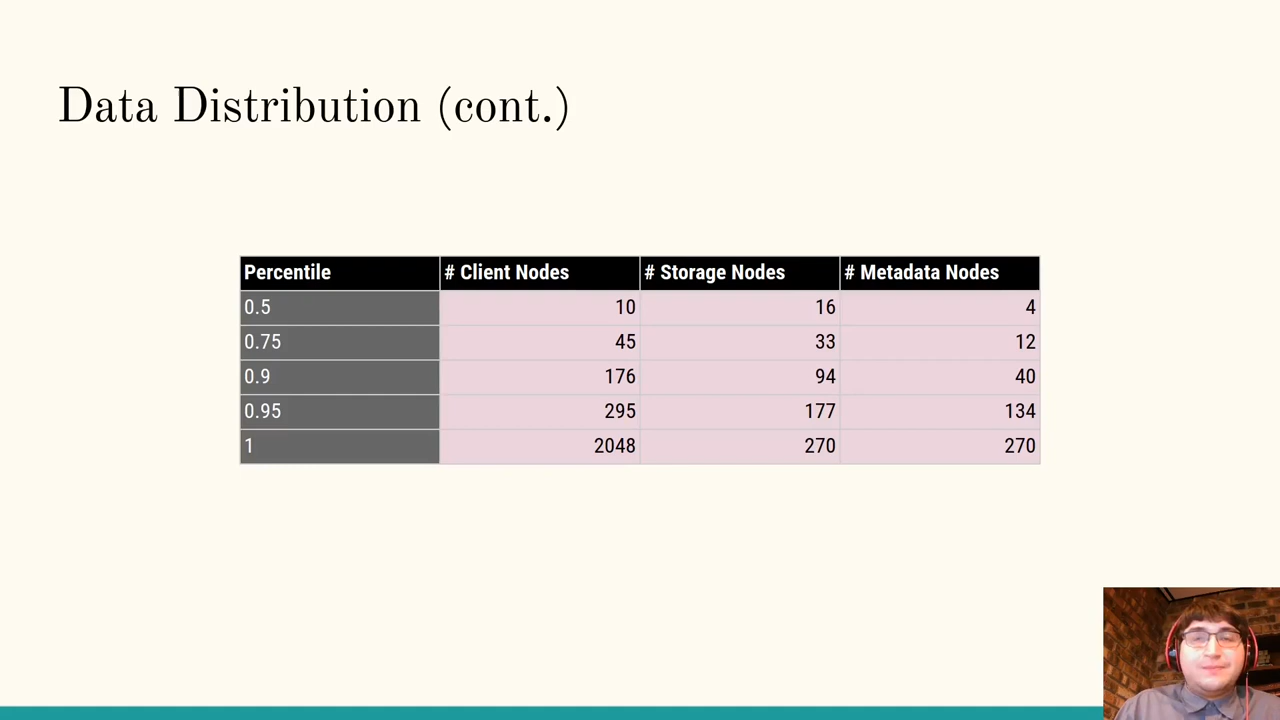 Data Distribution (cont.)
Percentile # Client Nodes # Storage Nodes # Metadata Nodes
0.5 10 16 4
0.75 45 33 12
0.9 176 94 40
0.95 295 177 134
1 2048 270 270